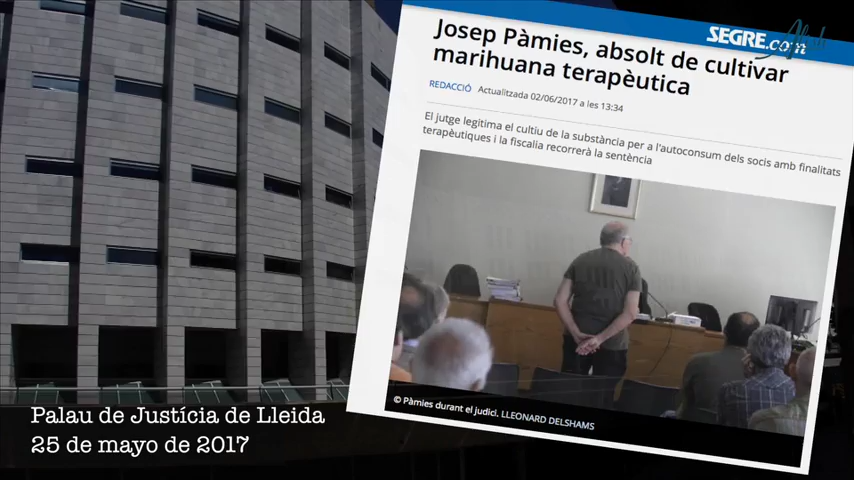 SEGRE.com
Josep Pàmies, absolt de cultivar
marihuana terapèutica
REDACCIÓ Actualitzada 02/06/2017 a les 13:34
El jutge legitima el cultiu de la substància per a l'autoconsum dels socis amb finalitats
terapèutiques i la fiscalia recorrerà la sentència
© Pàmies durant el judici. LLEONARD DELSHAMS
Palau de Justícia de Lleida
25 de mayo de 2017